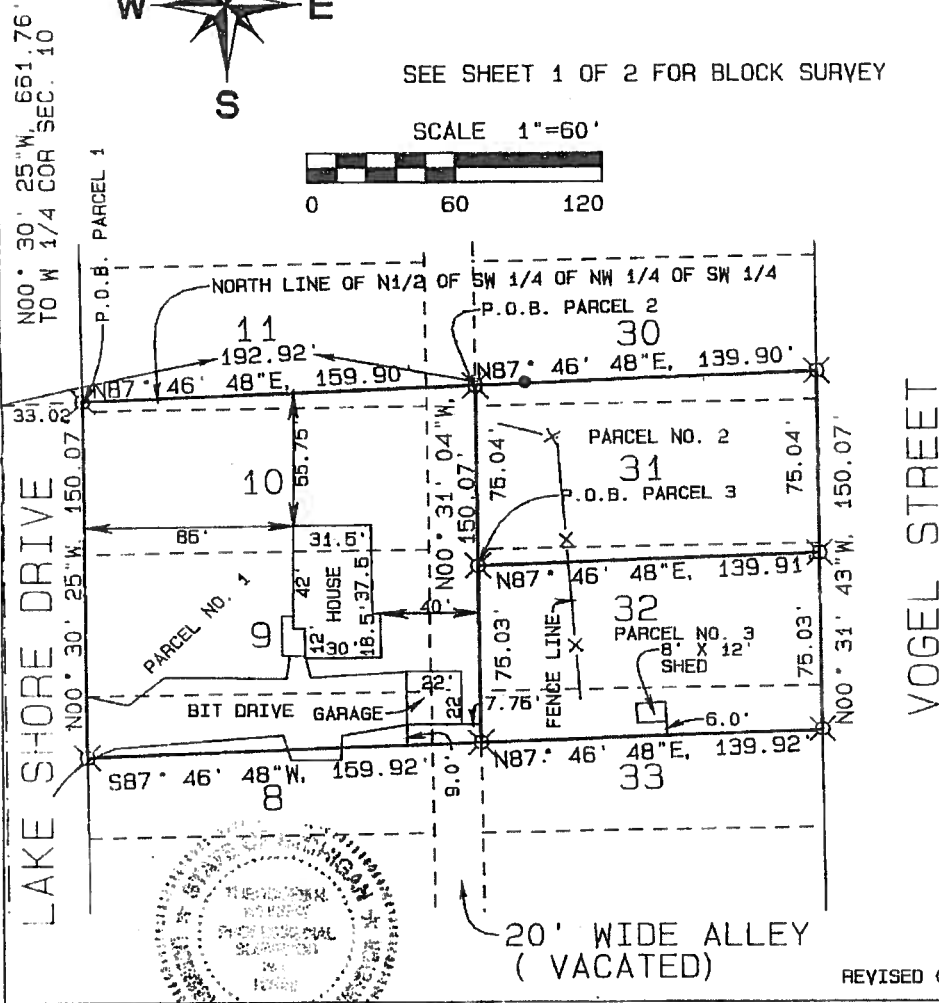 W E
S
N00° 30' 25"W, 661.76'
TO W 1/4 COR SEC. 10
P.O.B. PARCEL 1
SEE SHEET 1 OF 2 FOR BLOCK SURVEY
SCALE 1"=60'
0 60 120
NORTH LINE OF N1/2 OF SW 1/4 OF NW 1/4 OF SW 1/4
P.O.B. PARCEL 2
11
30
192.92'
N87° 46' 48"E, 159.90'
N87° 46' 48"E, 139.90'
33.02'
N00° 30' 25"W, 150.07'
LAKE SHORE DRIVE
10
55.75'
86'
31.5'
42'
HOUSE
37.5'
18.5'
12'
30'
40'
PARCEL NO. 1
9
N00° 31' 04"W,
150.07'
75.04'
PARCEL NO. 2
31
P.O.B. PARCEL 3
75.04'
N87° 46' 48"E, 139.91'
N00° 31' 43"W, 150.07'
VOGEL STREET
32
PARCEL NO. 3
8' X 12'
SHED
75.03'
FENCE LINE
75.03'
6.0'
22'
22'
BIT DRIVE GARAGE
7.76'
9.0'
S87° 46' 48"W, 159.92'
N87° 46' 48"E, 139.92'
8
33
STATE OF MICHIGAN
PROFESSIONAL
20' WIDE ALLEY
( VACATED)
REVISED